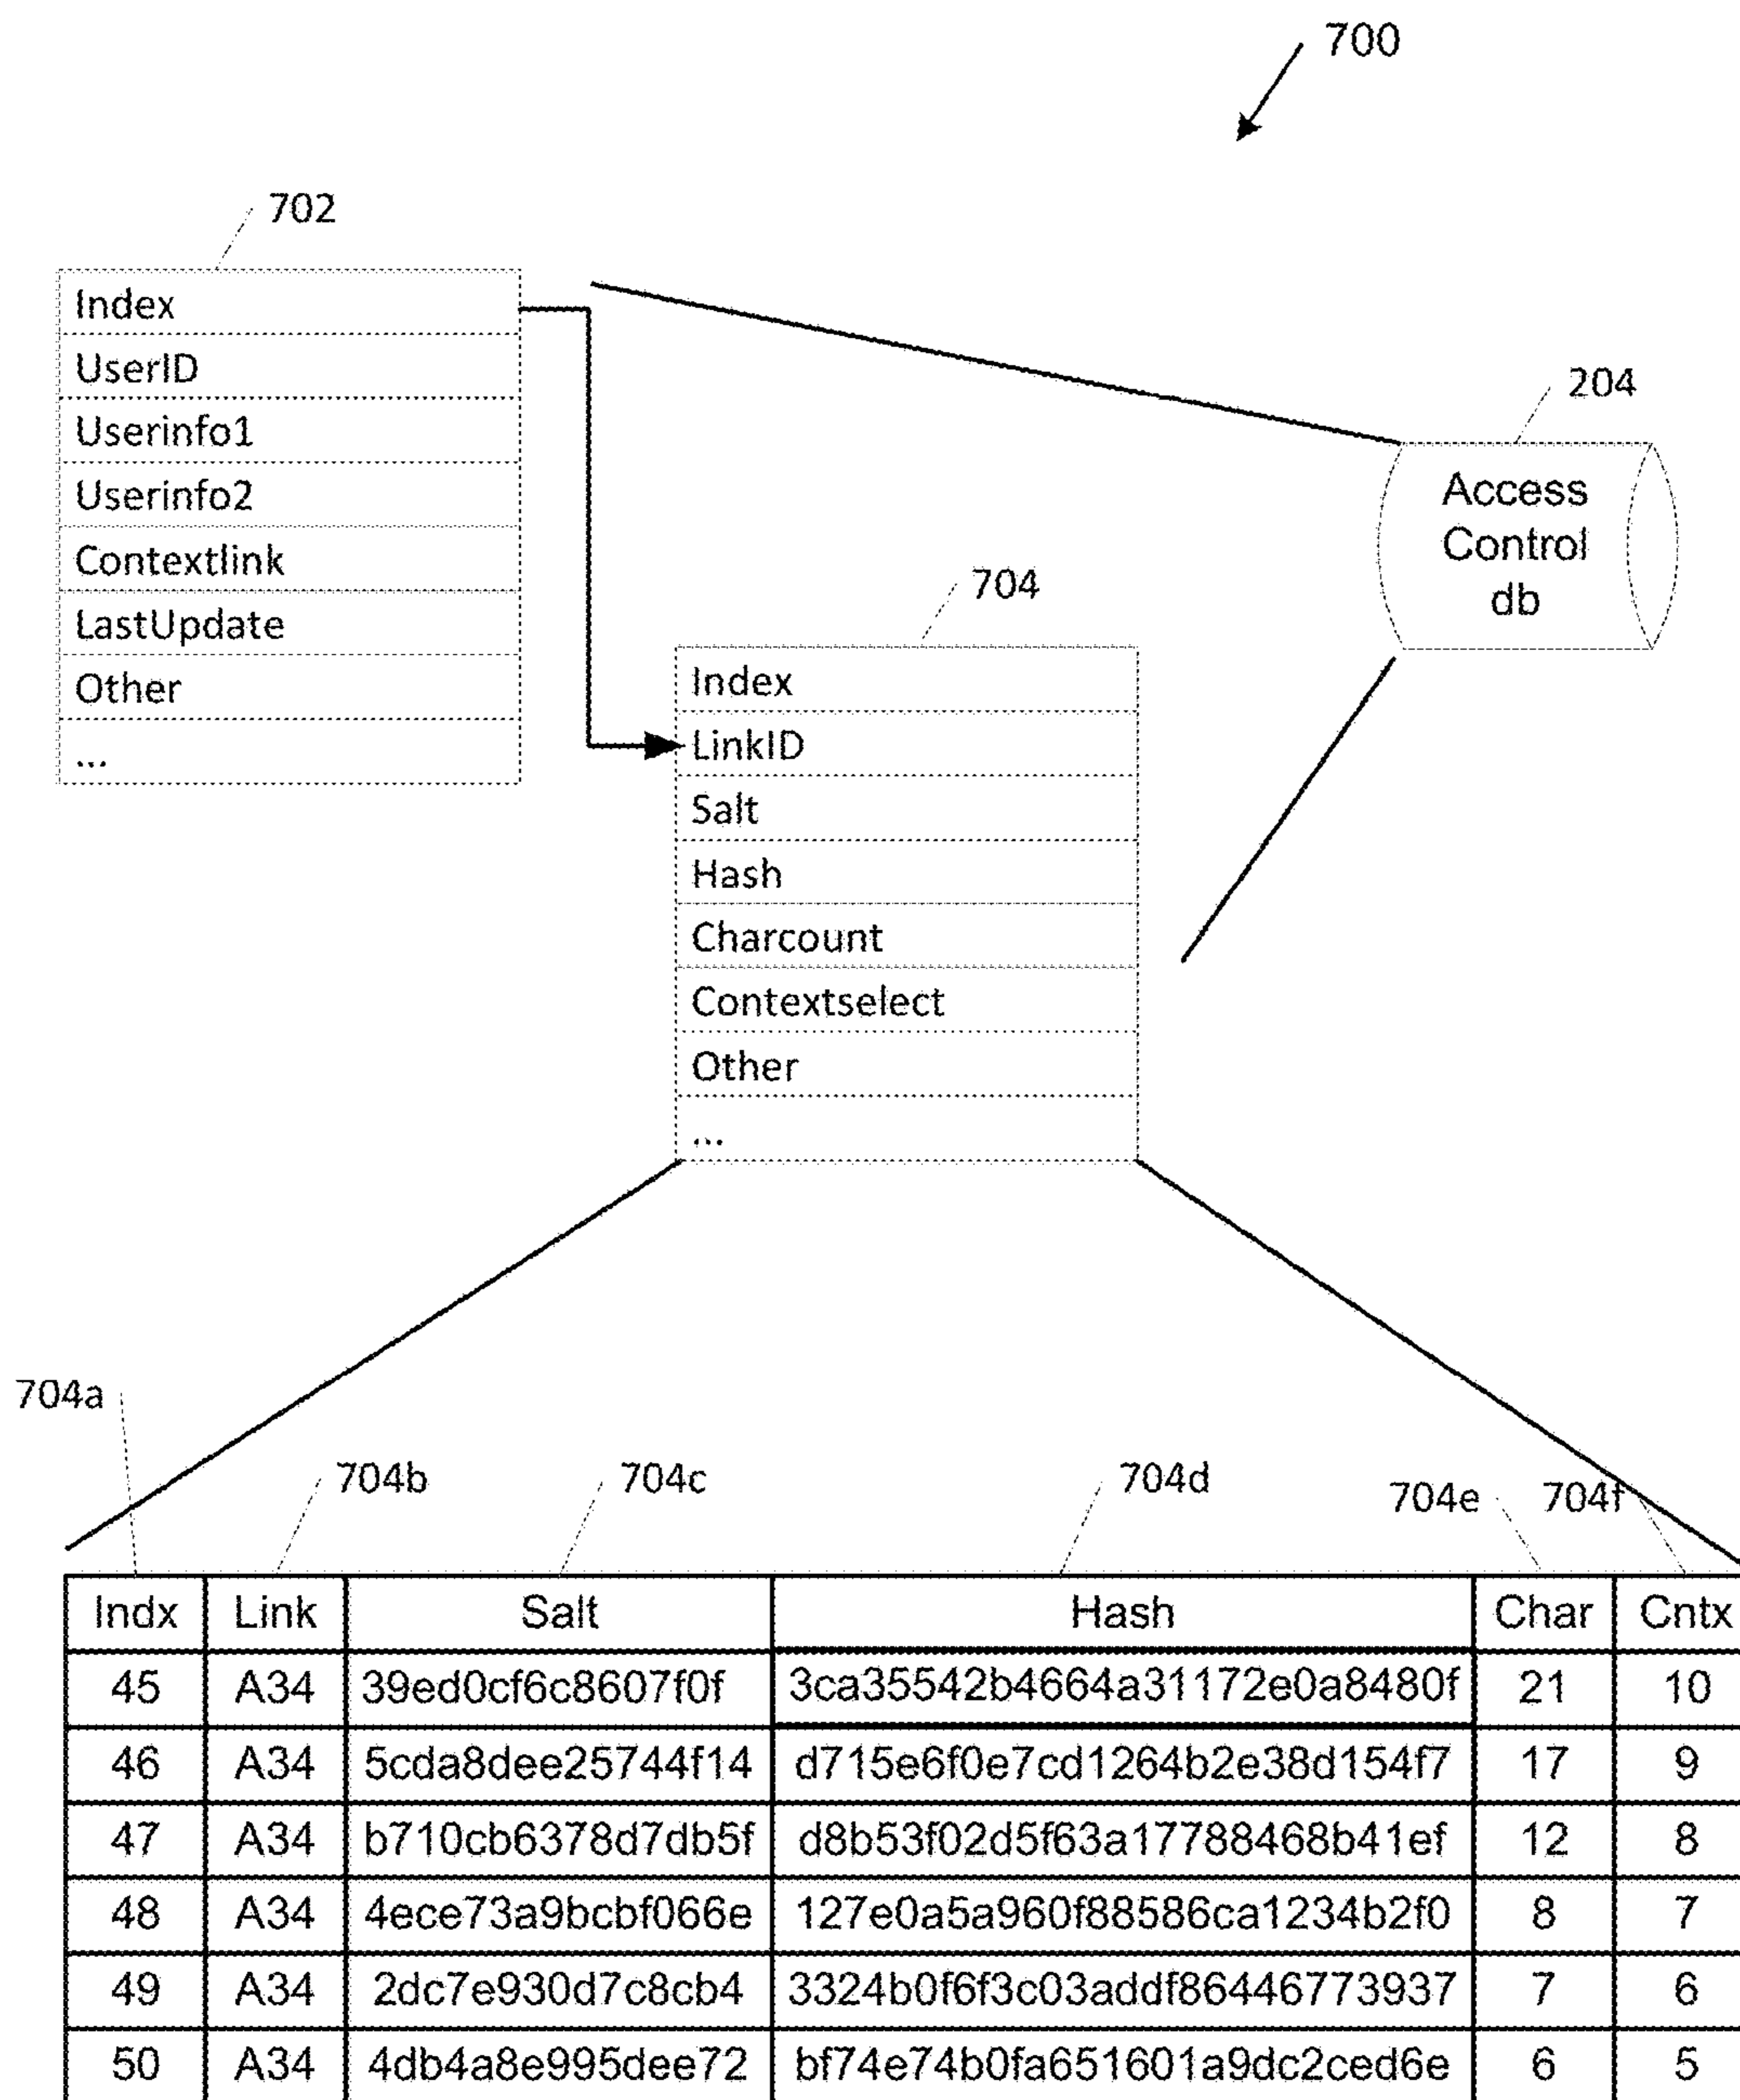 700
702
Index
UserID
Userinfo1
Userinfo2
Contextlink
LastUpdate
Other
...
204
Access
Control
db
704
Index
LinkID
Salt
Hash
Charcount
Contextselect
Other
...
704a
704b
704c
704d
704e
704f
Indx Link Salt Hash Char Cntx
45 A34 39ed0cf6c8607f0f 3ca35542b4664a31172e0a8480f 21 10
46 A34 5cda8dee25744f14 d715e6f0e7cd1264b2e38d154f7 17 9
47 A34 b710cb6378d7db5f d8b53f02d5f63a17788468b41ef 12 8
48 A34 4ece73a9bcbf066e 127e0a5a960f88586ca1234b2f0 8 7
49 A34 2dc7e930d7c8cb4 3324b0f6f3c03addf86446773937 7 6
50 A34 4db4a8e995dee72 bf74e74b0fa651601a9dc2ced6e 6 5